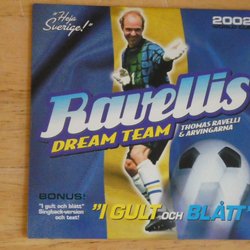 "Heja
Sverige!"
2002
Ravellis
DREAM TEAM
THOMAS RAVELLI
& ARVINGARNA
BONUS!
"I gult och blått"
Singback-version
och text!
"I GULT OCH BLÅTT"